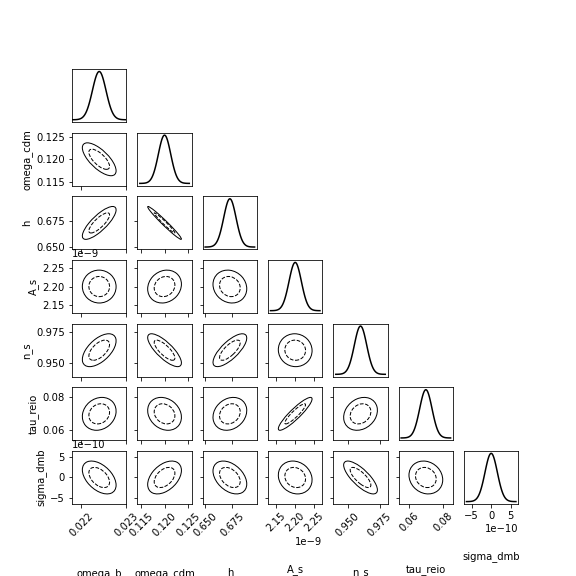 0.125
0.120
0.115
omega_cdm
0.675
0.650
h
1e−9
2.25
2.20
2.15
A_s
0.975
0.950
n_s
0.08
0.06
tau_reio
1e−10
5
0
−5
sigma_dmb
0.022
0.023
0.115
0.120
0.125
0.650
0.675
2.15
2.20
2.25
1e−9
0.950
0.975
0.06
0.08
−5
0
5
1e−10
omega_b
omega_cdm
h
A_s
n_s
tau_reio
sigma_dmb